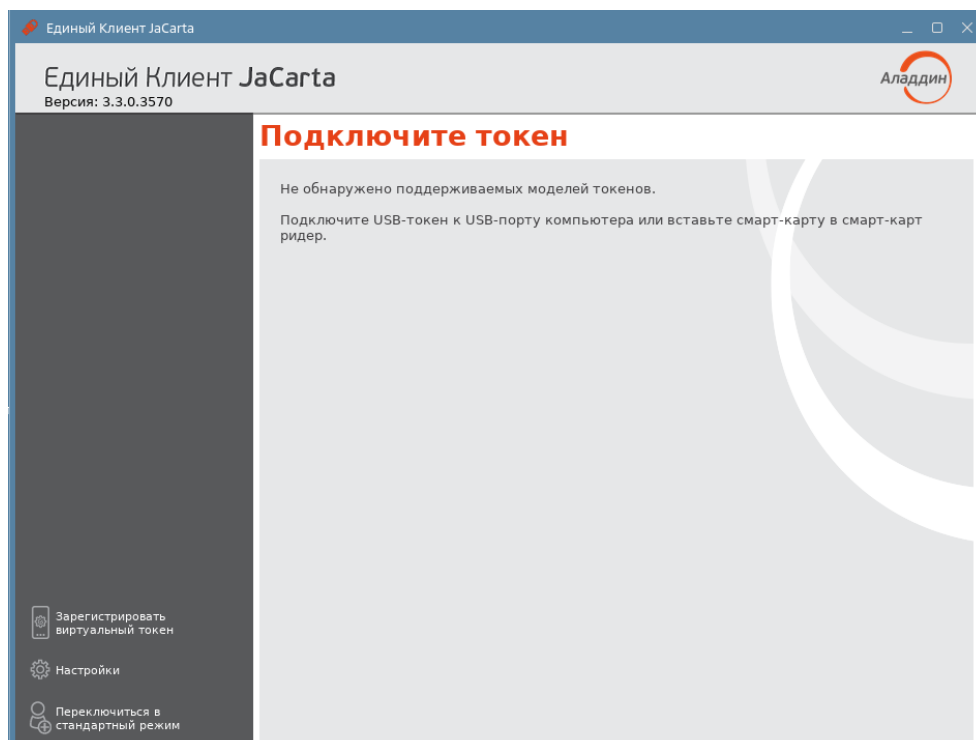 Единый Клиент JaCarta
Единый Клиент JaCarta
Версия: 3.3.0.3570
Аладдин
Подключите токен
Не обнаружено поддерживаемых моделей токенов.
Подключите USB-токен к USB-порту компьютера или вставьте смарт-карту в смарт-карт
ридер.
Зарегистрировать
виртуальный токен
Настройки
Переключиться в
стандартный режим